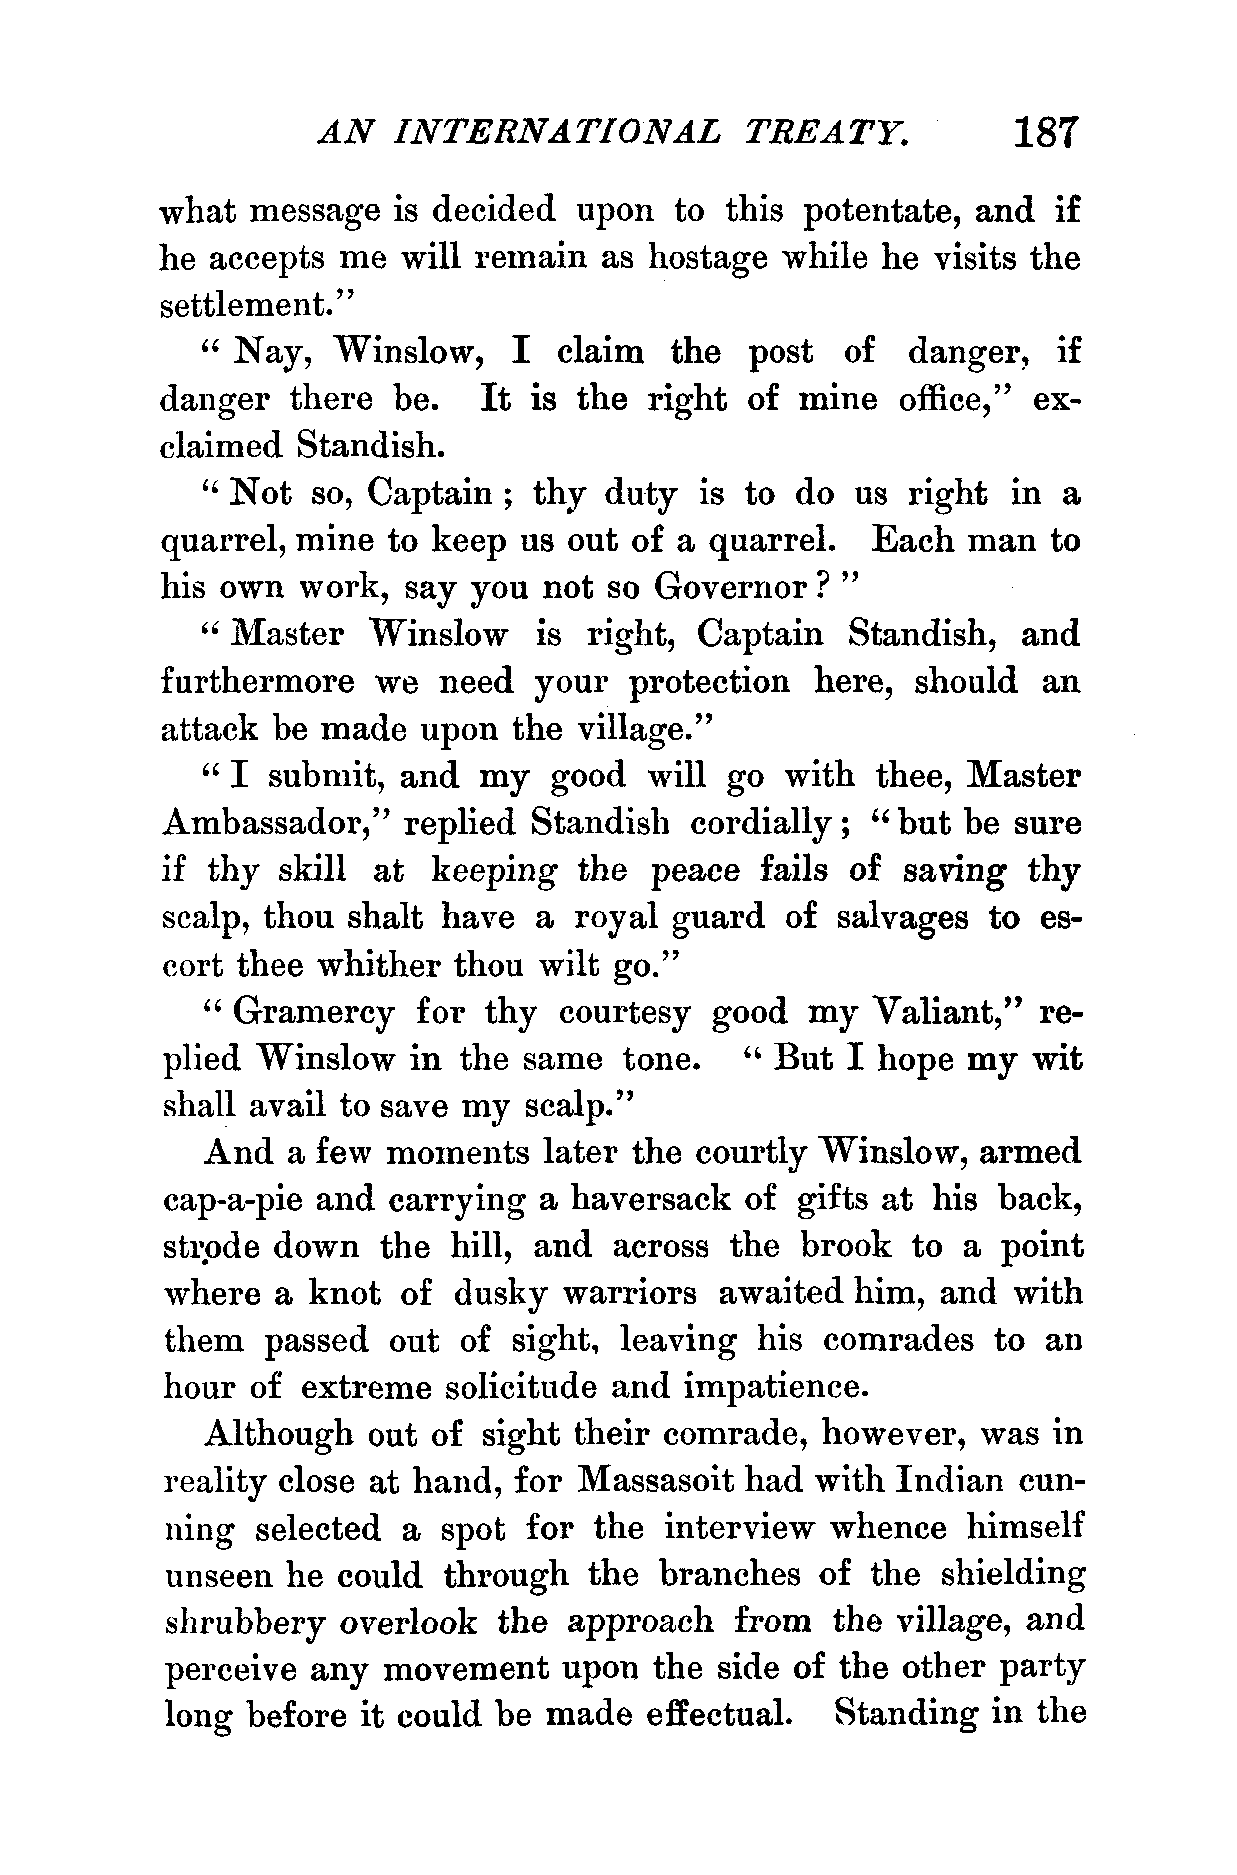 AN INTERNATIONAL TREATY. 187
what message is decided upon to this potentate, and if
he accepts me will remain as hostage while he visits the
settlement."
" Nay, Winslow, I claim the post of danger, if
danger there be. It is the right of mine office," ex-
claimed Standish.
" Not so, Captain ; thy duty is to do us right in a
quarrel, mine to keep us out of a quarrel. Each man to
his own work, say you not so Governor ? "
" Master Winslow is right, Captain Standish, and
furthermore we need your protection here, should an
attack be made upon the village."
" I submit, and my good will go with thee, Master
Ambassador," replied Standish cordially ; " but be sure
if thy skill at keeping the peace fails of saving thy
scalp, thou shalt have a royal guard of salvages to es-
cort thee whither thou wilt go."
" Gramercy for thy courtesy good my Valiant," re-
plied Winslow in the same tone. " But I hope my wit
shall avail to save my scalp."
And a few moments later the courtly Winslow, armed
cap-a-pie and carrying a haversack of gifts at his back,
strode down the hill, and across the brook to a point
where a knot of dusky warriors awaited him, and with
them passed out of sight, leaving his comrades to an
hour of extreme solicitude and impatience.
Although out of sight their comrade, however, was in
reality close at hand, for Massasoit had with Indian cun-
ning selected a spot for the interview whence himself
unseen he could through the branches of the shielding
shrubbery overlook the approach from the village, and
perceive any movement upon the side of the other party
long before it could be made effectual. Standing in the